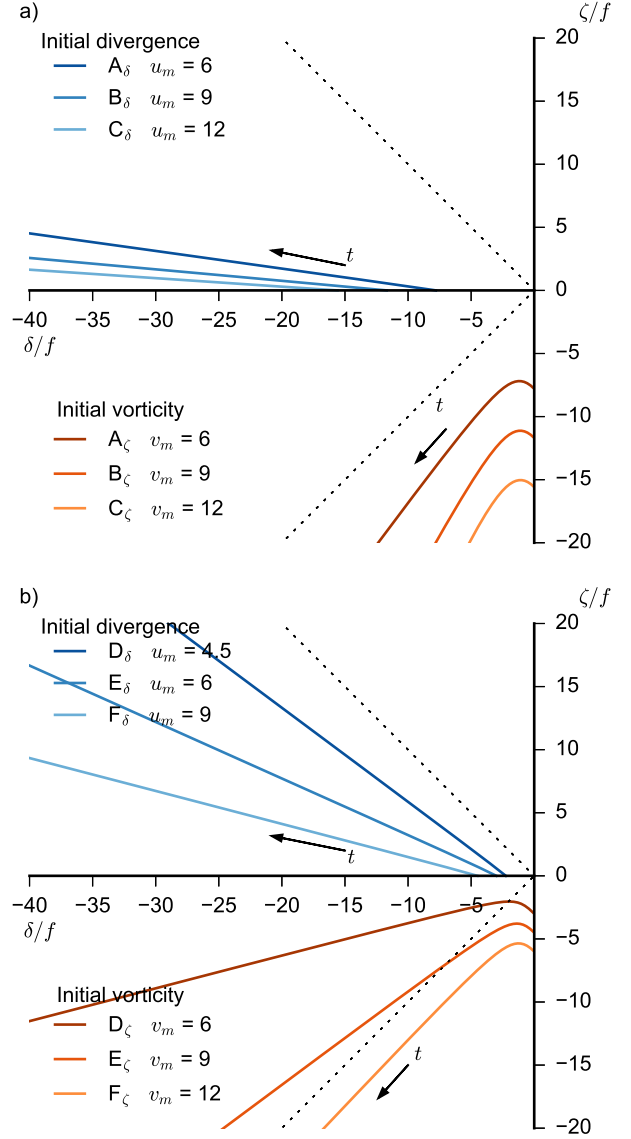 a)
ζ/f
Initial divergence
A_δ u_m = 6
B_δ u_m = 9
C_δ u_m = 12
20
15
10
5
0
−5
−10
−15
−20
t
−40 −35 −30 −25 −20 −15 −10 −5
δ/f
t
Initial vorticity
A_ζ v_m = 6
B_ζ v_m = 9
C_ζ v_m = 12
b)
ζ/f
Initial divergence
D_δ u_m = 4.5
E_δ u_m = 6
F_δ u_m = 9
20
15
10
5
0
−5
−10
−15
−20
t
−40 −35 −30 −25 −20 −15 −10 −5
δ/f
Initial vorticity
D_ζ v_m = 6
E_ζ v_m = 9
F_ζ v_m = 12
t